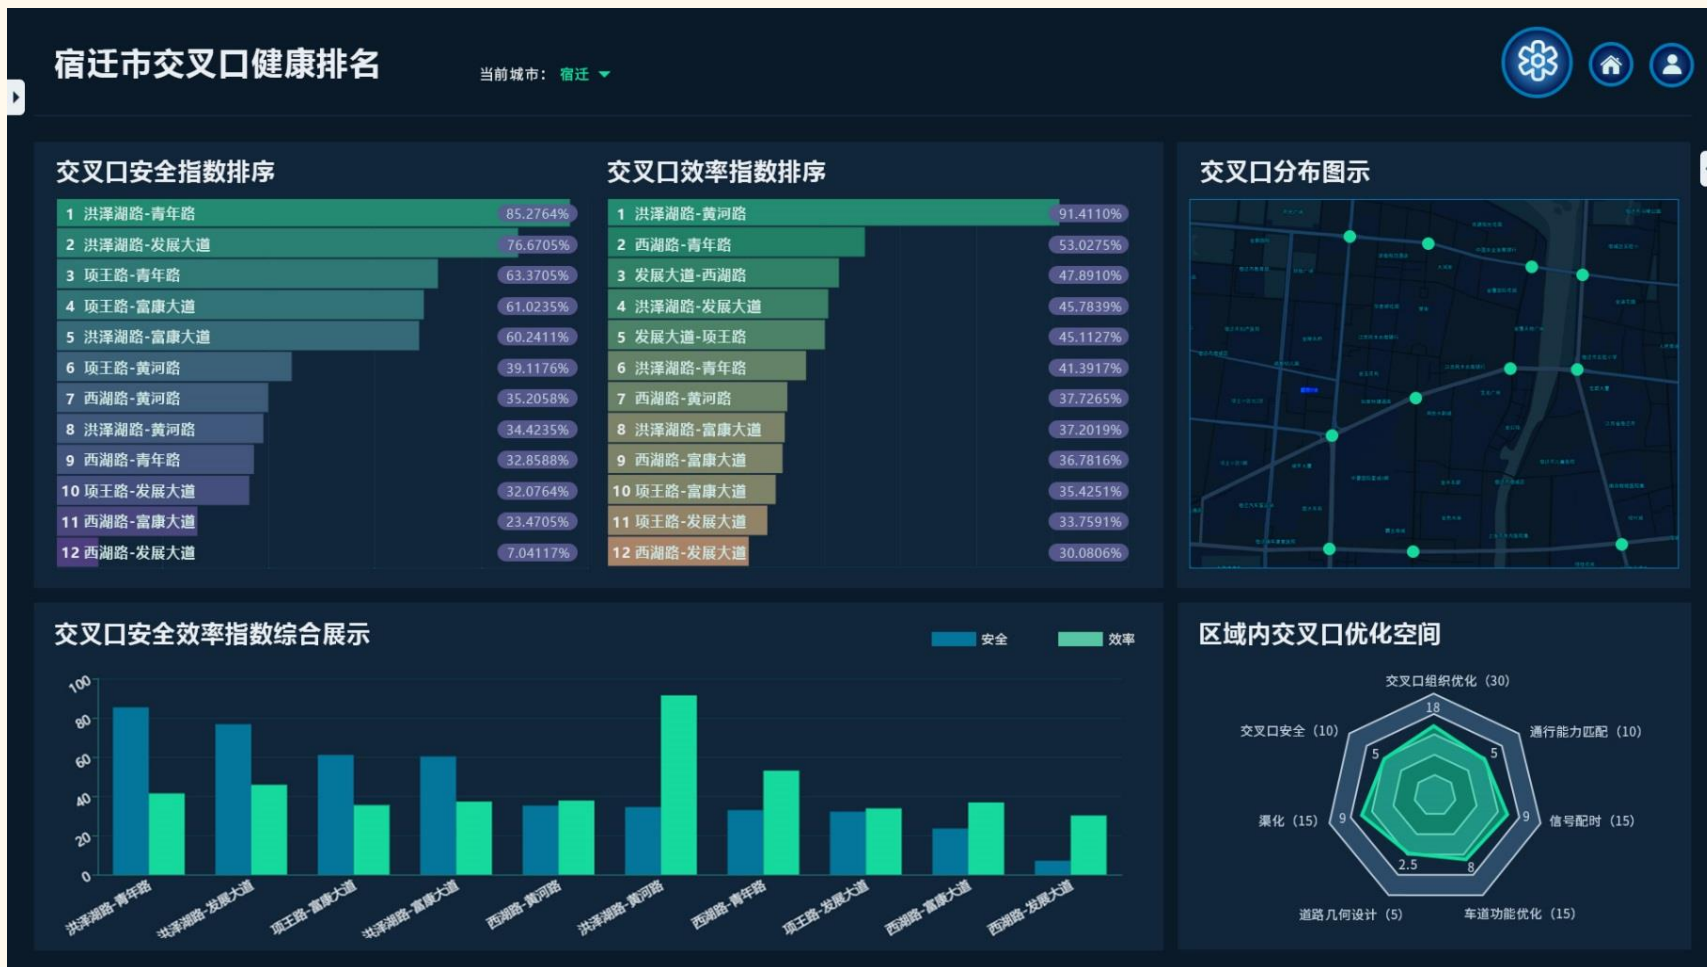 宿迁市交叉口健康排名
当前城市： 宿迁
交叉口安全指数排序
1 洪泽湖路-青年路 85.2764%
2 洪泽湖路-发展大道 76.6705%
3 项王路-青年路 63.3705%
4 项王路-富康大道 61.0235%
5 洪泽湖路-富康大道 60.2411%
6 项王路-黄河路 39.1176%
7 西湖路-黄河路 35.2058%
8 洪泽湖路-黄河路 34.4235%
9 西湖路-青年路 32.8588%
10 项王路-发展大道 32.0764%
11 西湖路-富康大道 23.4705%
12 西湖路-发展大道 7.04117%
交叉口效率指数排序
1 洪泽湖路-黄河路 91.4110%
2 西湖路-青年路 53.0275%
3 发展大道-西湖路 47.8910%
4 洪泽湖路-发展大道 45.7839%
5 发展大道-项王路 45.1127%
6 洪泽湖路-青年路 41.3917%
7 西湖路-黄河路 37.7265%
8 洪泽湖路-富康大道 37.2019%
9 西湖路-富康大道 36.7816%
10 项王路-富康大道 35.4251%
11 项王路-发展大道 33.7591%
12 西湖路-发展大道 30.0806%
交叉口分布图示
交叉口安全效率指数综合展示
安全
效率
100
80
60
40
20
0
洪泽湖路-青年路
洪泽湖路-发展大道
项王路-富康大道
洪泽湖路-富康大道
西湖路-黄河路
洪泽湖路-黄河路
西湖路-青年路
项王路-发展大道
西湖路-富康大道
西湖路-发展大道
区域内交叉口优化空间
交叉口组织优化（30）
18
交叉口安全（10）
通行能力匹配（10）
5
5
渠化（15）
9
9
信号配时（15）
2.5
8
道路几何设计（5）
车道功能优化（15）